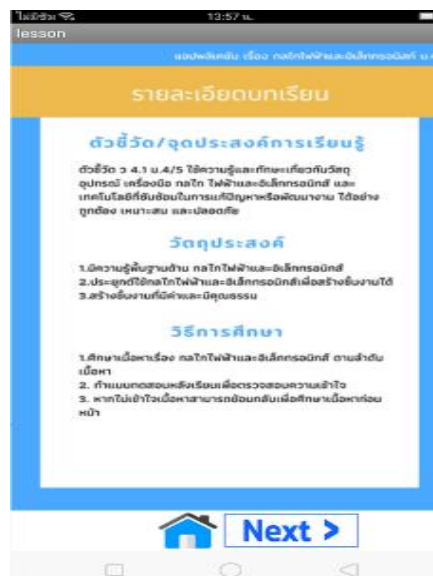 ไม่มีซิม 13:57 น.
lesson
แอปพลิเคชัน เรื่อง กลไกไฟฟ้าและอิเล็กทรอนิกส์ ม.
รายละเอียดบทเรียน
ตัวชี้วัด/จุดประสงค์การเรียนรู้
ตัวชี้วัด ว 4.1 ม.4/5 ใช้ความรู้และทักษะเกี่ยวกับวัสดุ
อุปกรณ์ เครื่องมือ กลไก ไฟฟ้าและอิเล็กทรอนิกส์ และ
เทคโนโลยีที่ซับซ้อนในการแก้ปัญหาหรือพัฒนางาน ได้อย่าง
ถูกต้อง เหมาะสม และปลอดภัย
วัตถุประสงค์
1.มีความรู้พื้นฐานด้าน กลไกไฟฟ้าและอิเล็กทรอนิกส์
2.ประยุกต์ใช้กลไกไฟฟ้าและอิเล็กทรอนิกส์เพื่อสร้างชิ้นงานได้
3.สร้างชิ้นงานที่มีค่าและมีคุณธรรม
วิธีการศึกษา
1.ศึกษาเนื้อหาเรื่อง กลไกไฟฟ้าและอิเล็กทรอนิกส์ ตามลำดับ
เนื้อหา
2. ทำแบบทดสอบหลังเรียนเพื่อตรวจสอบความเข้าใจ
3. หากไม่เข้าใจเนื้อหาสามารถย้อนกลับเพื่อศึกษาเนื้อหาก่อน
หน้า
Next >